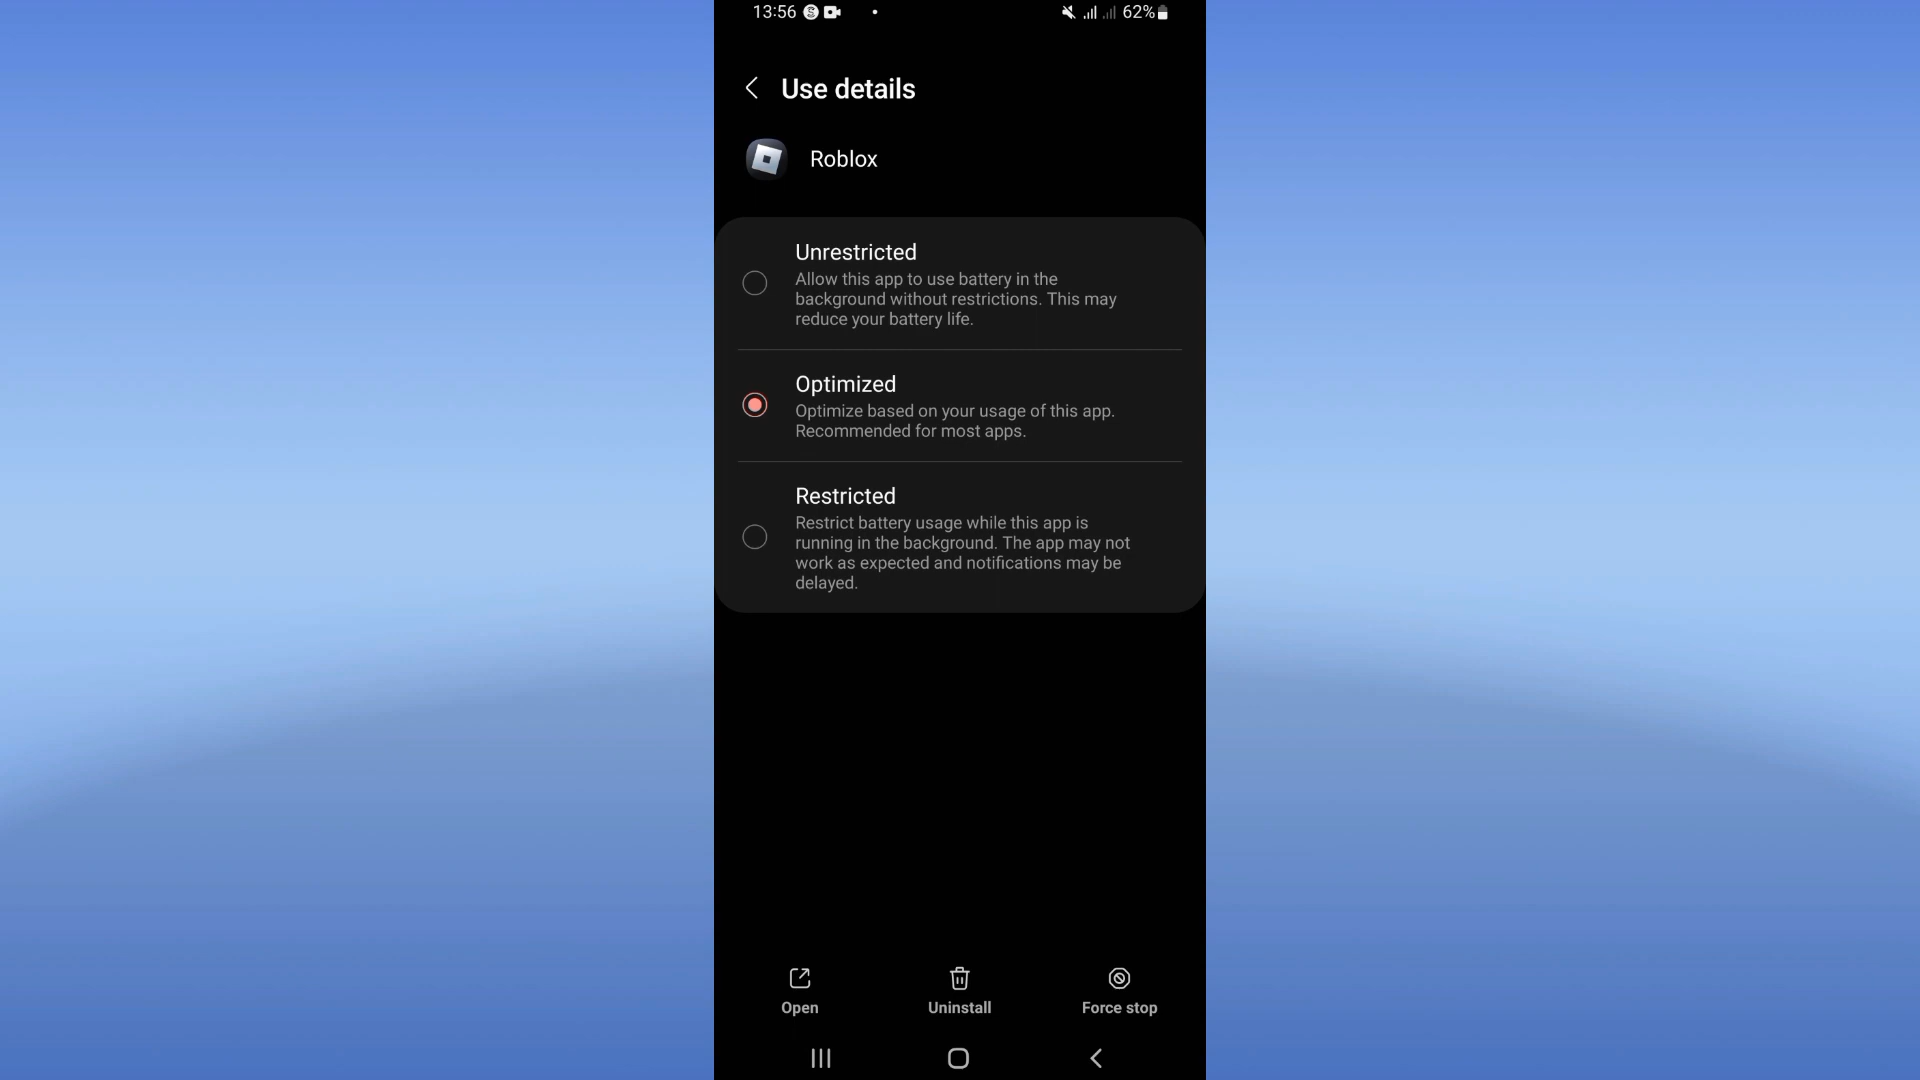 13:56
62%
Use details
Roblox
Unrestricted
Allow this app to use battery in the
background without restrictions. This may
reduce your battery life.
Optimized
Optimize based on your usage of this app.
Recommended for most apps.
Restricted
Restrict battery usage while this app is
running in the background. The app may not
work as expected and notifications may be
delayed.
Open
Uninstall
Force stop